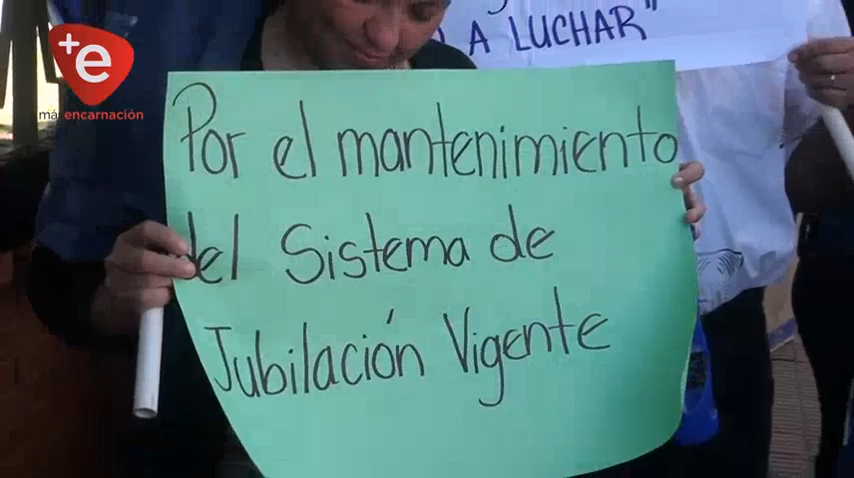 A LUCHAR"
+e
más encarnación
Por el mantenimiento
del Sistema de
Jubilación Vigente